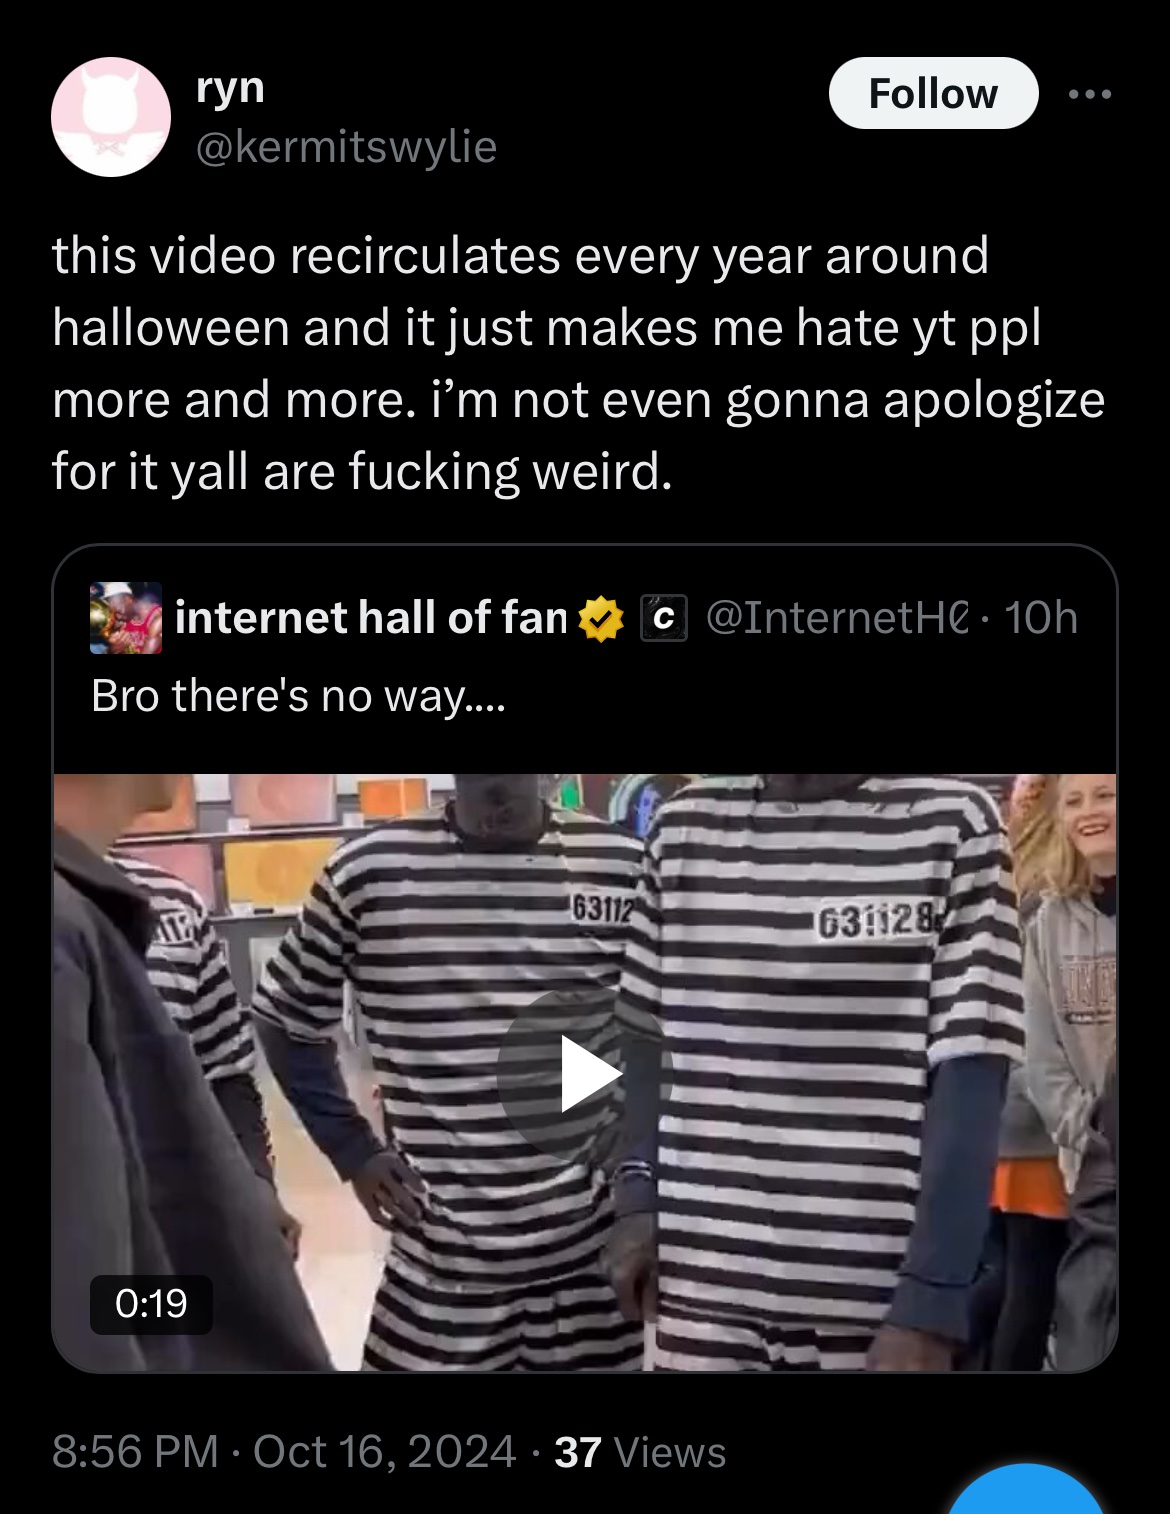 ryn
@kermitswylie
Follow
this video recirculates every year around
halloween and it just makes me hate yt ppl
more and more. i’m not even gonna apologize
for it yall are fucking weird.
internet hall of fan C @InternetH · 10h
Bro there's no way....
63112
631128
0:19
8:56 PM · Oct 16, 2024 · 37 Views